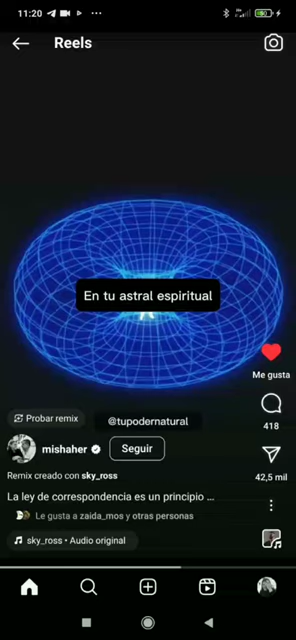 11:20
Reels
En tu astral espiritual
Me gusta
Probar remix
@tupodernatural
418
mishaher
Seguir
42,5 mil
Remix creado con sky_ross
La ley de correspondencia es un principio ...
Le gusta a zaida_mos y otras personas
sky_ross • Audio original